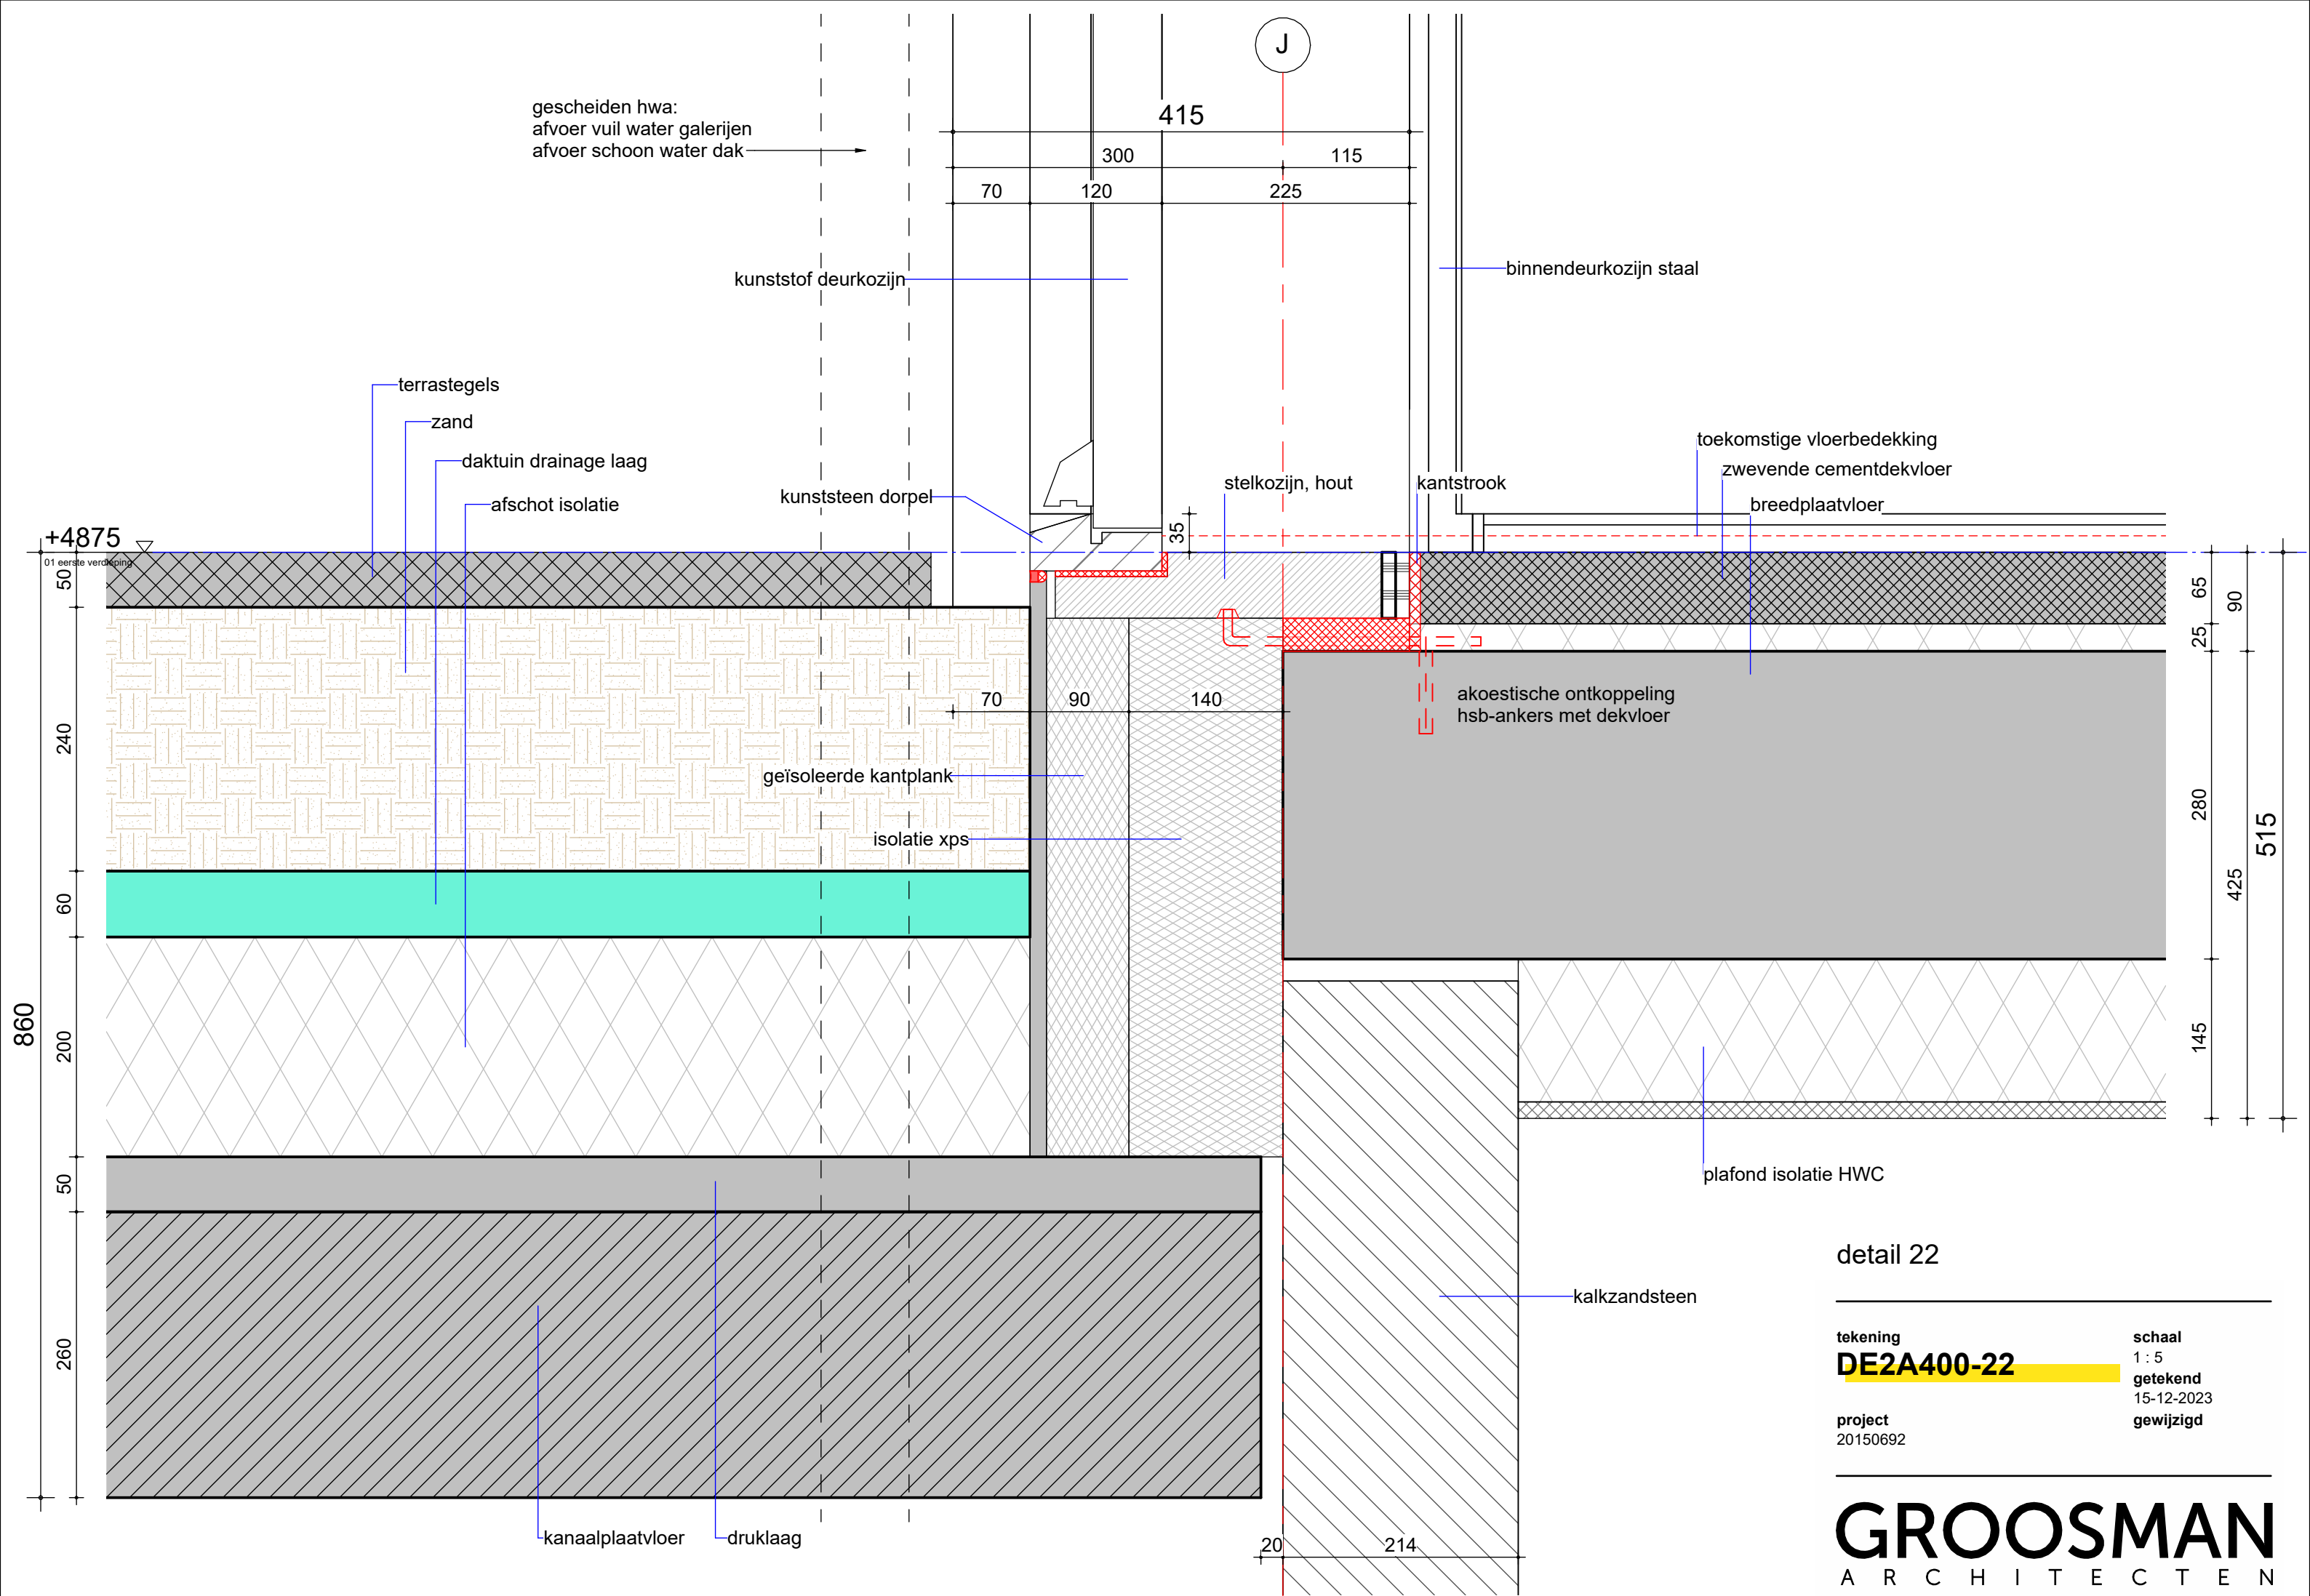 J
gescheiden hwa:
afvoer vuil water galerijen
afvoer schoon water dak
415
300
115
70
120
225
kunststof deurkozijn
binnendeurkozijn staal
terrastegels
zand
daktuin drainage laag
afschot isolatie
kunststeen dorpel
stelkozijn, hout
kantstrook
toekomstige vloerbedekking
zwevende cementdekvloer
breedplaatvloer
35
+4875
01 eerste verdieping
50
240
60
200
50
260
860
65
25
90
280
145
425
515
70
90
140
akoestische ontkoppeling
hsb-ankers met dekvloer
geïsoleerde kantplank
isolatie xps
plafond isolatie HWC
kalkzandsteen
kanaalplaatvloer
druklaag
20
214
detail 22
tekening
DE2A400-22
schaal
1 : 5
getekend
15-12-2023
project
20150692
gewijzigd
GROOSMAN
ARCHITECTEN